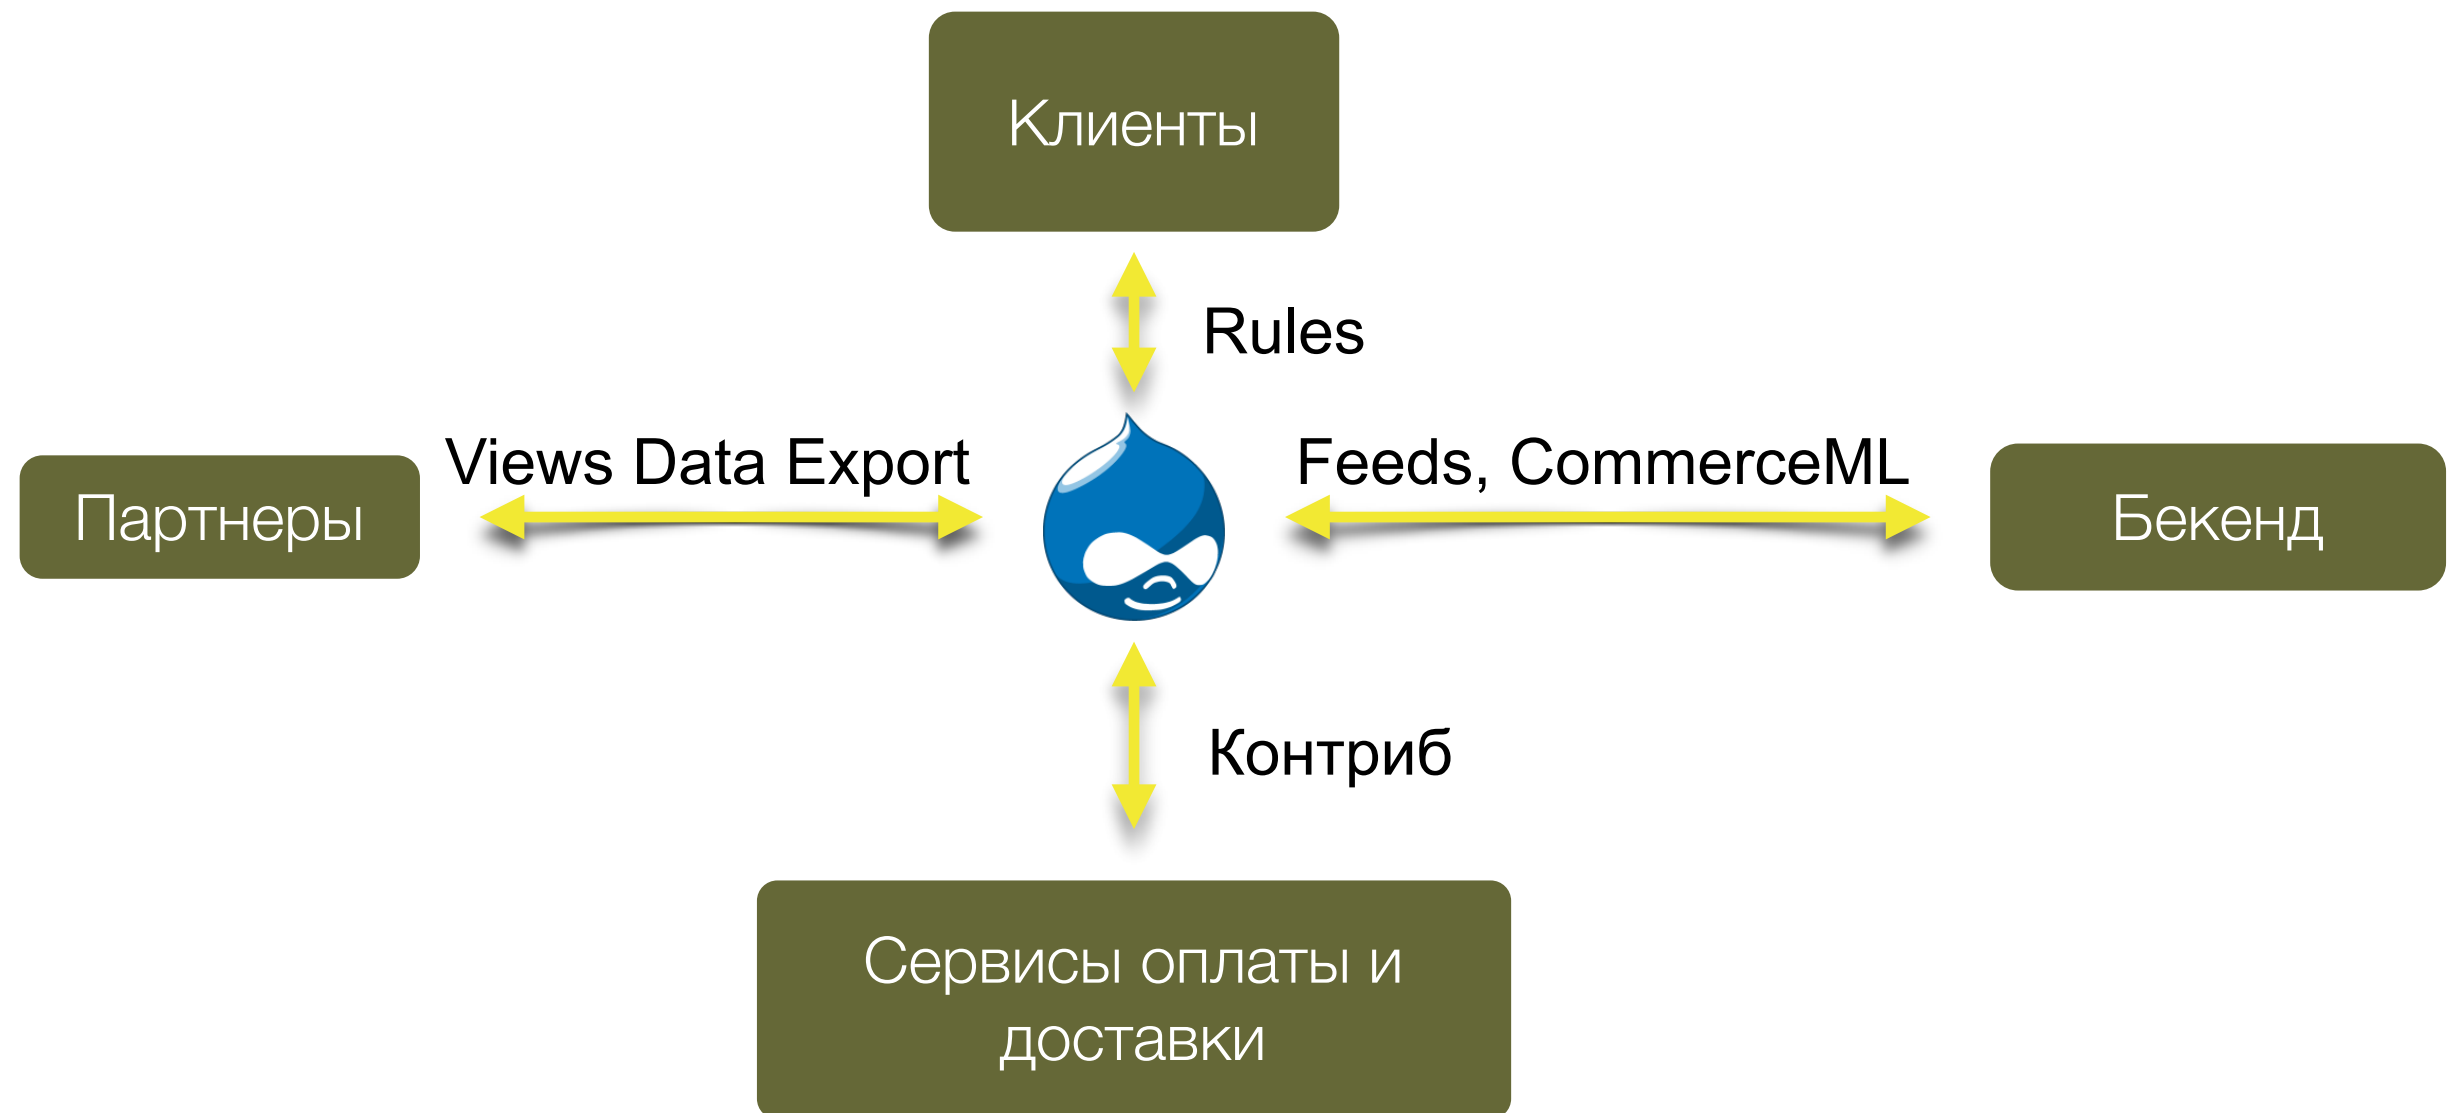 Клиенты
Rules
Views Data Export
Feeds, CommerceML
Партнеры
Бекенд
Контриб
Сервисы оплаты и
доставки